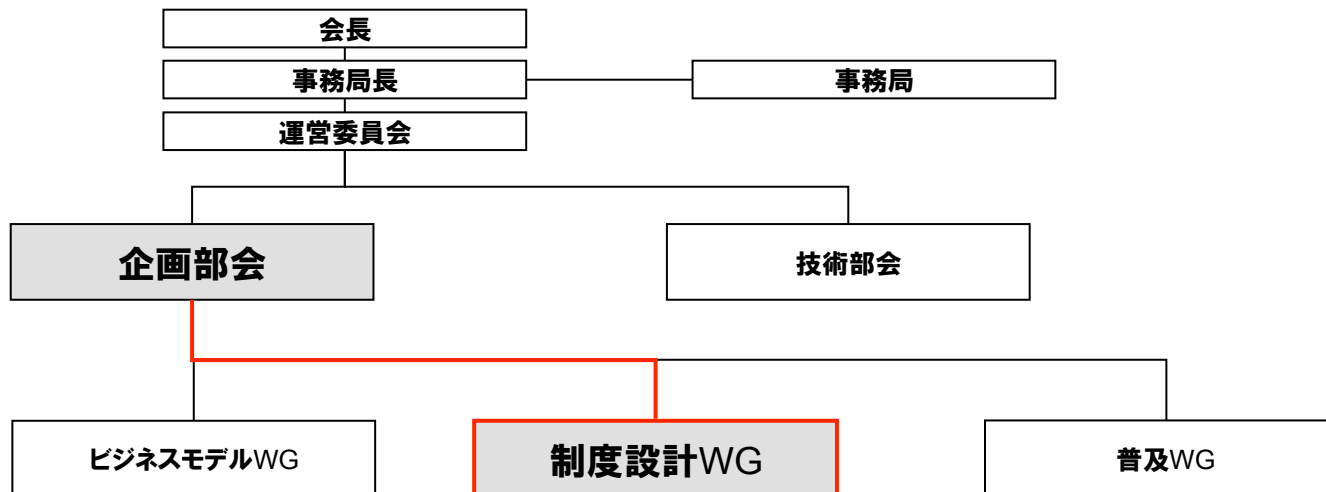 会長
事務局長
事務局
運営委員会
企画部会
技術部会
ビジネスモデルWG
制度設計WG
普及WG